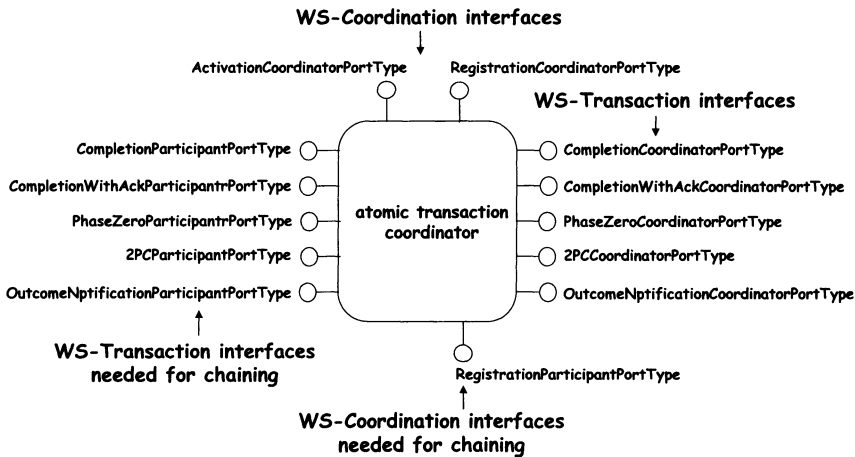 WS-Coordination interfaces
ActivationCoordinatorPortType
RegistrationCoordinatorPortType
WS-Transaction interfaces
CompletionParticipantPortType
CompletionCoordinatorPortType
CompletionWithAckParticipantrPortType
CompletionWithAckCoordinatorPortType
PhaseZeroParticipantrPortType
atomic transaction
coordinator
PhaseZeroCoordinatorPortType
2PCParticipantPortType
2PCCoordinatorPortType
OutcomeNptificationParticipantPortType
OutcomeNptificationCoordinatorPortType
WS-Transaction interfaces
needed for chaining
RegistrationParticipantPortType
WS-Coordination interfaces
needed for chaining